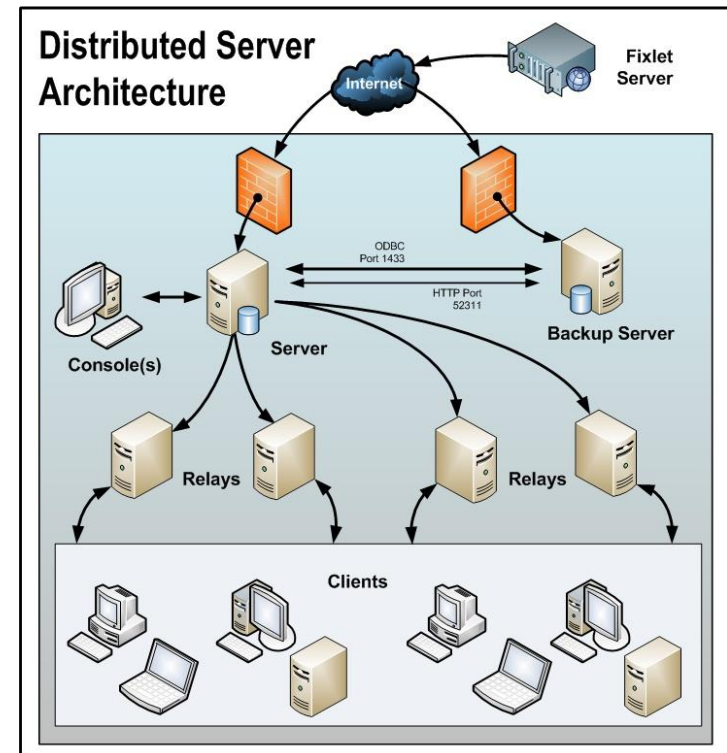 Distributed Server
Architecture
Internet
Fixlet
Server
ODBC
Port 1433
HTTP Port
52311
Console(s)
Server
Backup Server
Relays
Relays
Clients